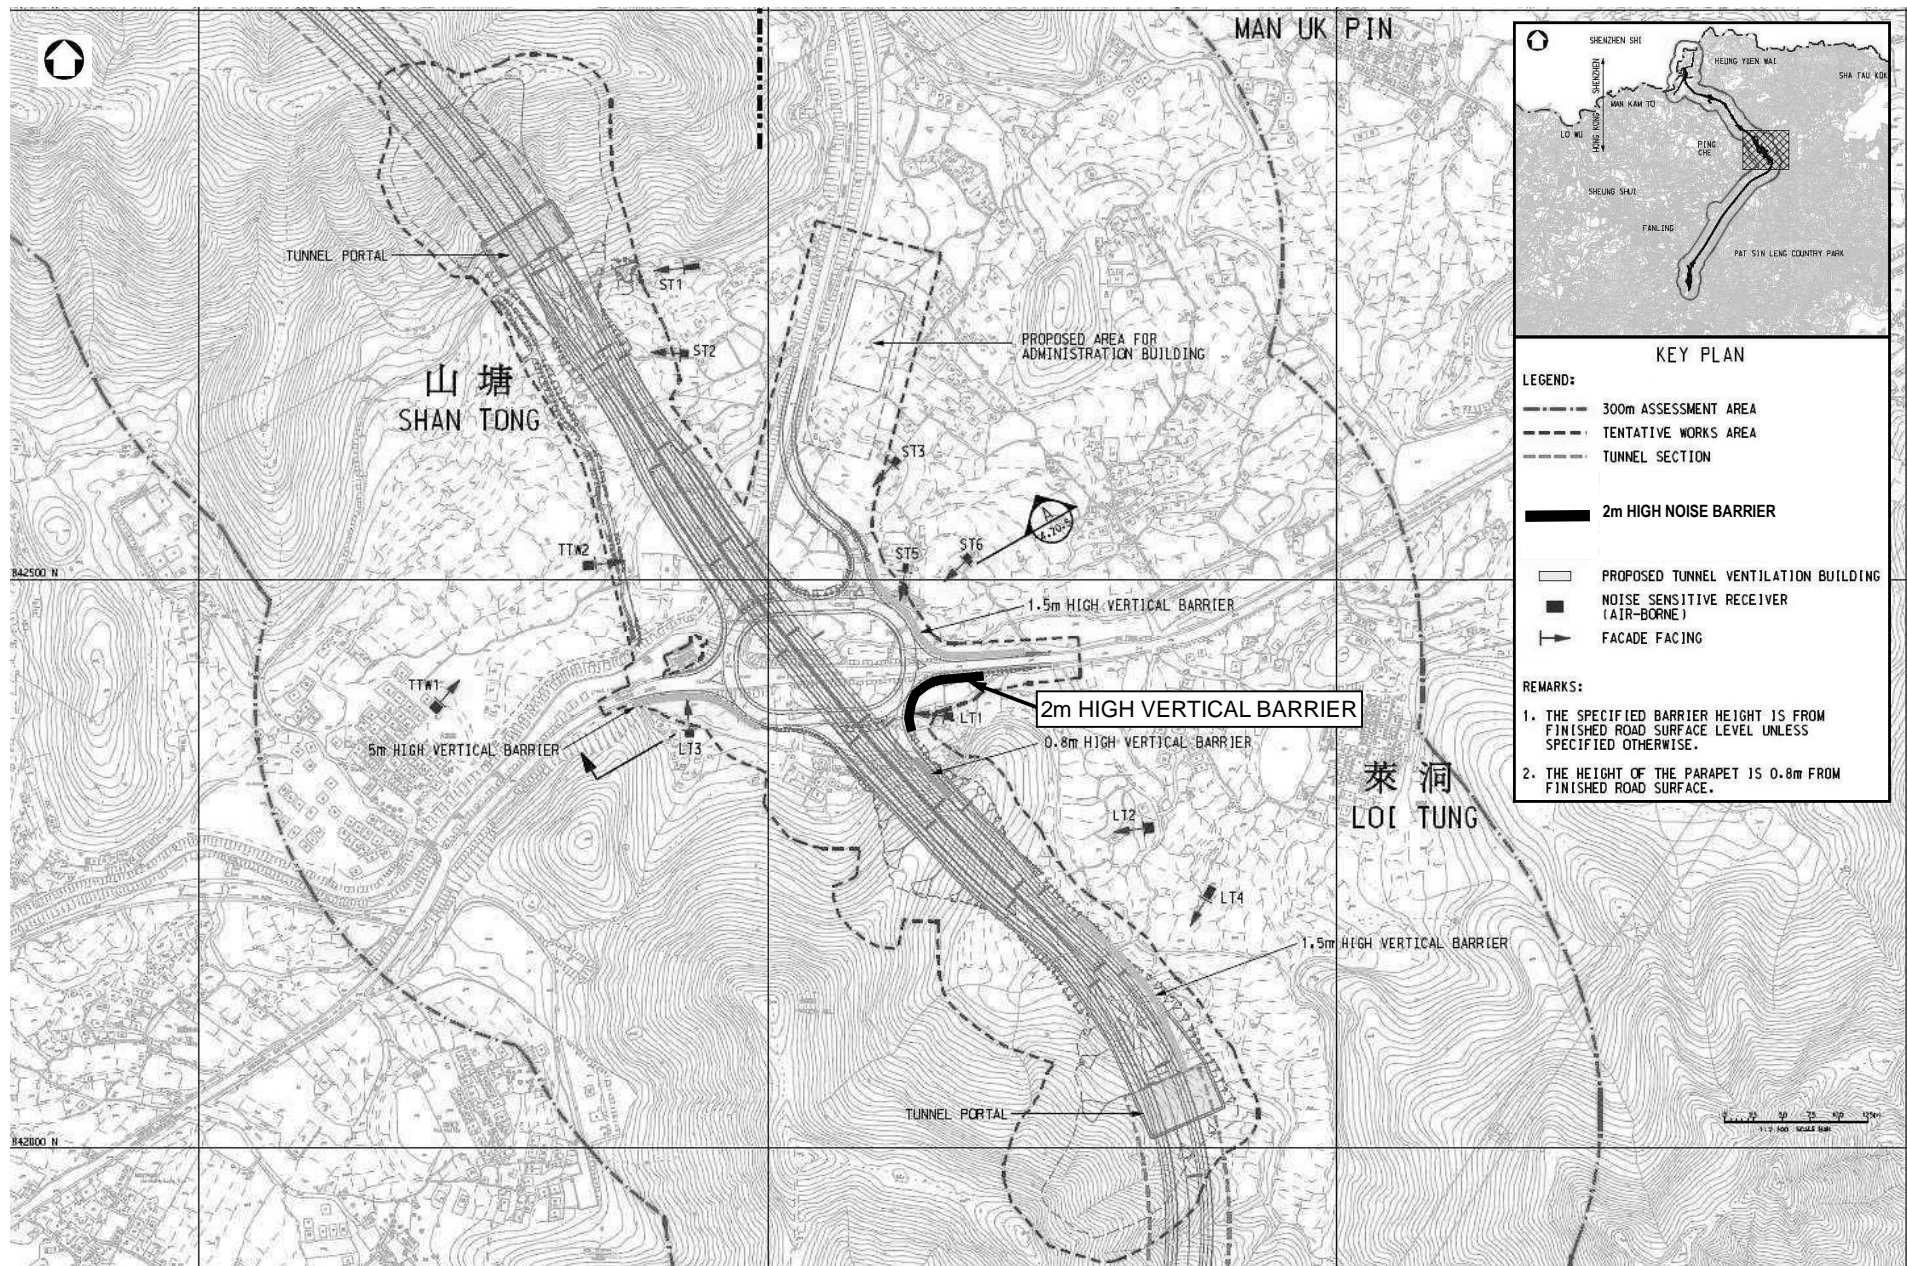 MAN UK PIN
TUNNEL PORTAL
ST1
ST2
PROPOSED AREA FOR
ADMINISTRATION BUILDING
山塘
SHAN TONG
ST3
A
4.20.5
TTW2
ST5
ST6
842500 N
1.5m HIGH VERTICAL BARRIER
TTW1
LT1
2m HIGH VERTICAL BARRIER
5m HIGH VERTICAL BARRIER
LT3
0.8m HIGH VERTICAL BARRIER
萊洞
LOI TUNG
LT2
LT4
1.5m HIGH VERTICAL BARRIER
TUNNEL PORTAL
842000 N
SHENZHEN SHI
HEUNG YUEN WAI
SHA TAU KOK
SHENZHEN
HONG KONG
MAN KAM TO
LO WU
PING
CHE
SHEUNG SHUI
FANLING
PAT SIN LENG COUNTRY PARK
KEY PLAN
LEGEND:
300m ASSESSMENT AREA
TENTATIVE WORKS AREA
TUNNEL SECTION
2m HIGH NOISE BARRIER
PROPOSED TUNNEL VENTILATION BUILDING
NOISE SENSITIVE RECEIVER
(AIR-BORNE)
FACADE FACING
REMARKS:
1. THE SPECIFIED BARRIER HEIGHT IS FROM
FINISHED ROAD SURFACE LEVEL UNLESS
SPECIFIED OTHERWISE.
2. THE HEIGHT OF THE PARAPET IS 0.8m FROM
FINISHED ROAD SURFACE.